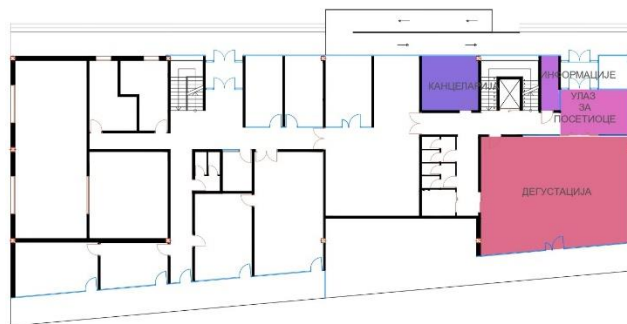 КАНЦЕЛАРИЈА
ИНФОРМАЦИЈЕ
УЛАЗ
ЗА
ПОСЕТИОЦЕ
ДЕГУСТАЦИЈА